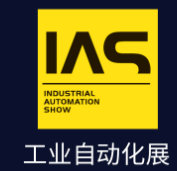 IAS
INDUSTRIAL
AUTOMATION
SHOW
工业自动化展